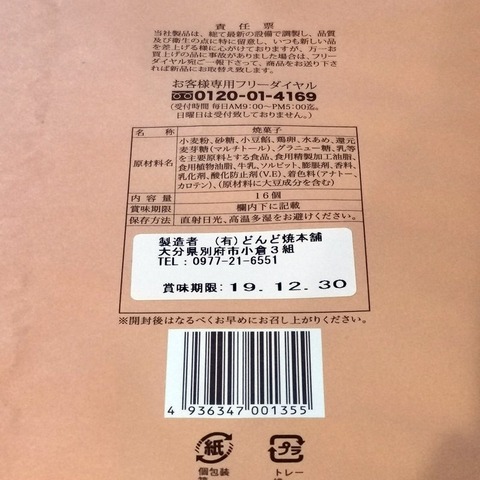 責任票
当社製品は、総て最新の設備で調製し、品質
及び衛生の点に特に留意し、いつも新しい品
を差上げる様に心がけておりますが、万一お
買上げの品に事故がありました場合は、フリー
ダイヤル宛ご一報下さって、商品をお送り下さ
れば新品にお取替え致します。
お客様専用フリーダイヤル
0120-01-4169
(受付時間 毎日AM9:00~PM5:00迄。
日曜日は受付致しておりません。)
名称 焼菓子
原材料名 小麦粉、砂糖、小豆餡、鶏卵、水あめ、還元
麦芽糖(マルチトール)、グラニュー糖、乳等
を主要原料とする食品、食用精製加工油脂、
食用植物油脂、牛乳、ソルビット、膨脹剤、香料、
乳化剤、酸化防止剤(V.E)、着色料(アナトー、
カロテン)、(原材料に大豆成分を含む)
内容量 16個
賞味期限 欄内下に記載
保存方法 直射日光、高温多湿をお避けください。
製造者 (有)どんど焼本舗
大分県別府市小倉3組
TEL:0977-21-6551
賞味期限:19.12.30
※開封後はなるべくお早めにお召し上がりください。
4 936347 001355
紙 プラ
個包装 トレー